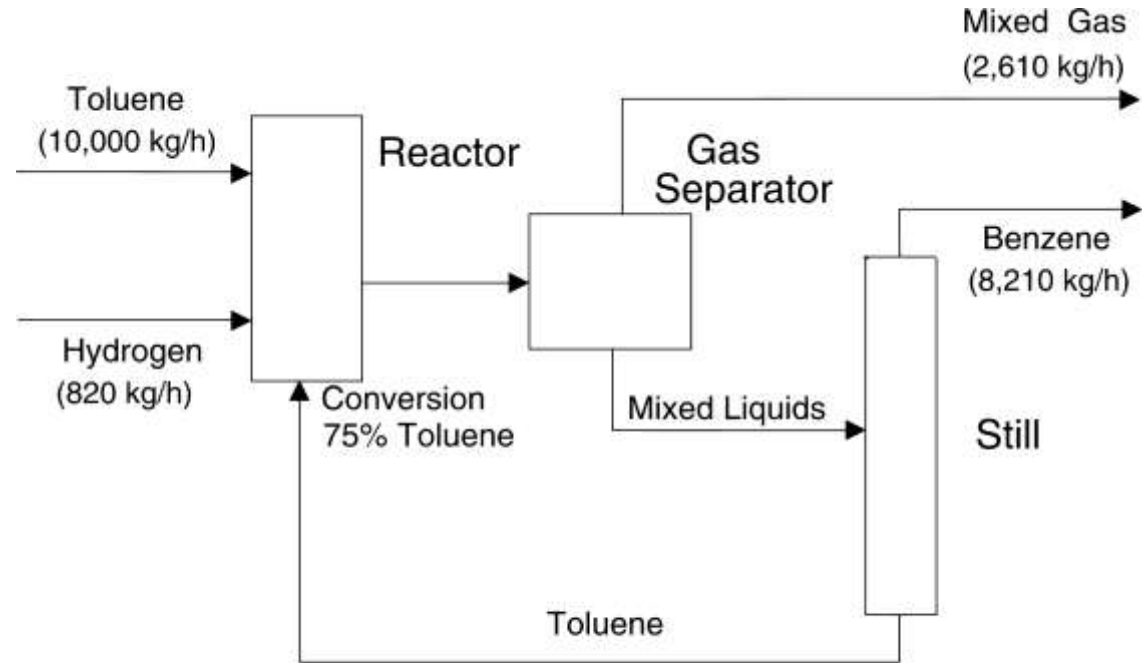 Mixed Gas
(2,610 kg/h)
Toluene
(10,000 kg/h)
Reactor
Gas
Separator
Benzene
(8,210 kg/h)
Hydrogen
(820 kg/h)
Conversion
75% Toluene
Mixed Liquids
Still
Toluene